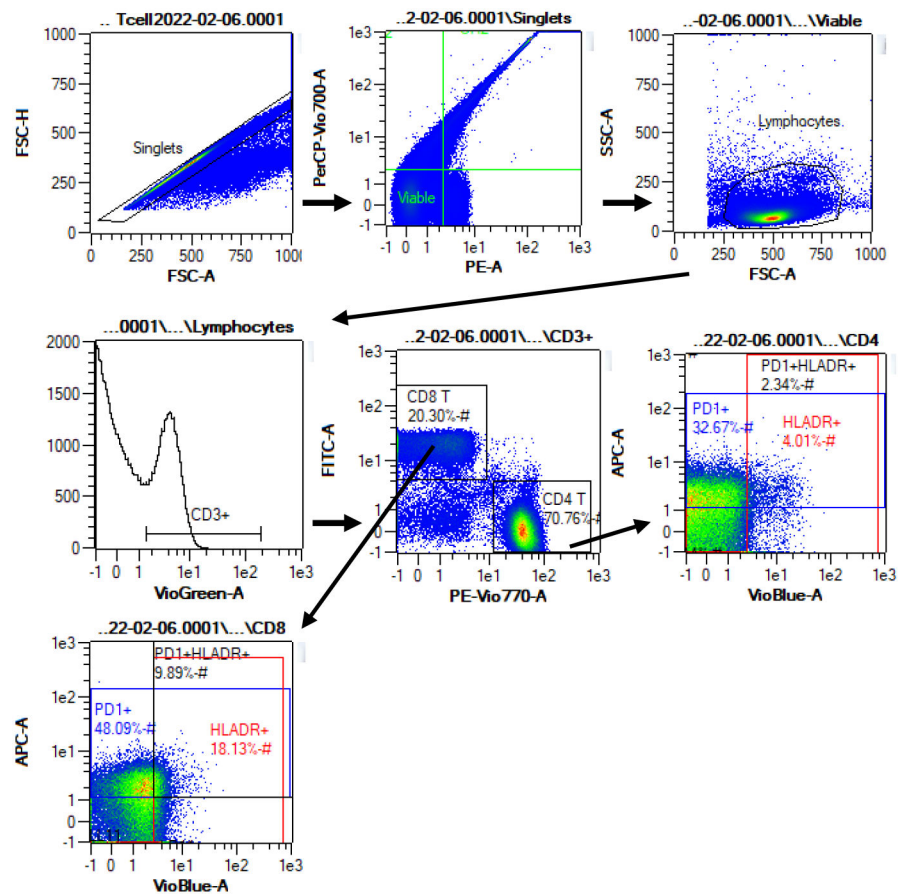 .. Tcell2022-02-06.0001
FSC-H
1000
750
500
250
0
Singlets
0 250 500 750 1000
FSC-A
..2-02-06.0001\Singlets
PerCP-Vio700-A
1e3
1e2
1e1
1
0
-1
Viable
-1 0 1 1e1 1e3
PE-A
..-02-06.0001\...\Viable
SSC-A
1000
750
500
250
0
Lymphocytes.
0 250 500 750 1000
FSC-A
...0001\...\Lymphocytes
2000
1500
1000
500
0
CD3+
-1 0 1 1e1 1e3
VioGreen-A
..2-02-06.0001\...\CD3+
FITC-A
1e3
1e2
1e1
1
0
-1
CD8 T
20.30%-#
CD4 T
70.76%-#
-1 0 1 1e1 1e2 1e3
PE-Vio770-A
..22-02-06.0001\...\CD4
APC-A
1e3
1e2
1e1
1
0
-1
PD1+HLADR+
2.34%-#
PD1+
32.67%-#
HLADR+
4.01%-#
-1 0 1 1e1 1e2 1e3
VioBlue-A
..22-02-06.0001\...\CD8
APC-A
1e3
1e2
1e1
1
0
-1
PD1+HLADR+
9.89%-#
PD1+
48.09%-#
HLADR+
18.13%-#
-1 0 1 1e1 1e2 1e3
VioBlue-A